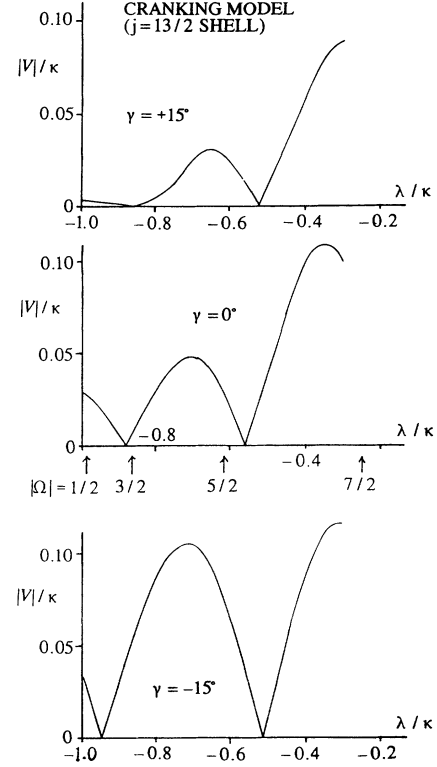 CRANKING MODEL
(j = 13/2 SHELL)
0.10
|V| / κ
0.05
γ = +15°
λ / κ
0
−1.0 −0.8 −0.6 −0.4 −0.2
0.10
|V| / κ
γ = 0°
0.05
λ / κ
0
−0.8 −0.4
↑ ↑ ↑ ↑
|Ω| = 1/2 3/2 5/2 7/2
0.10
|V| / κ
0.05
γ = −15°
λ / κ
0
−1.0 −0.8 −0.6 −0.4 −0.2